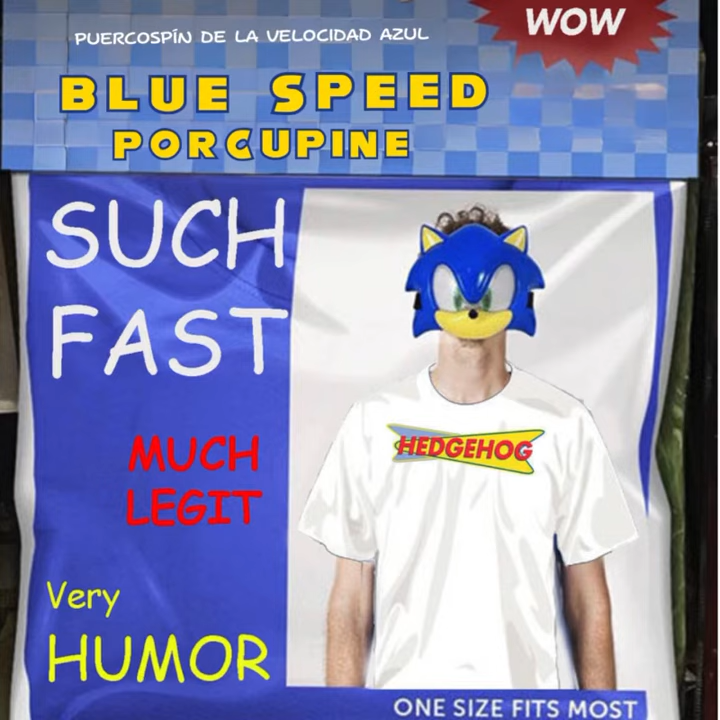 PUERCOSPÍN DE LA VELOCIDAD AZUL
WOW
BLUE SPEED
PORCUPINE
SUCH
FAST
MUCH
LEGIT
Very
HUMOR
HEDGEHOG
ONE SIZE FITS MOST